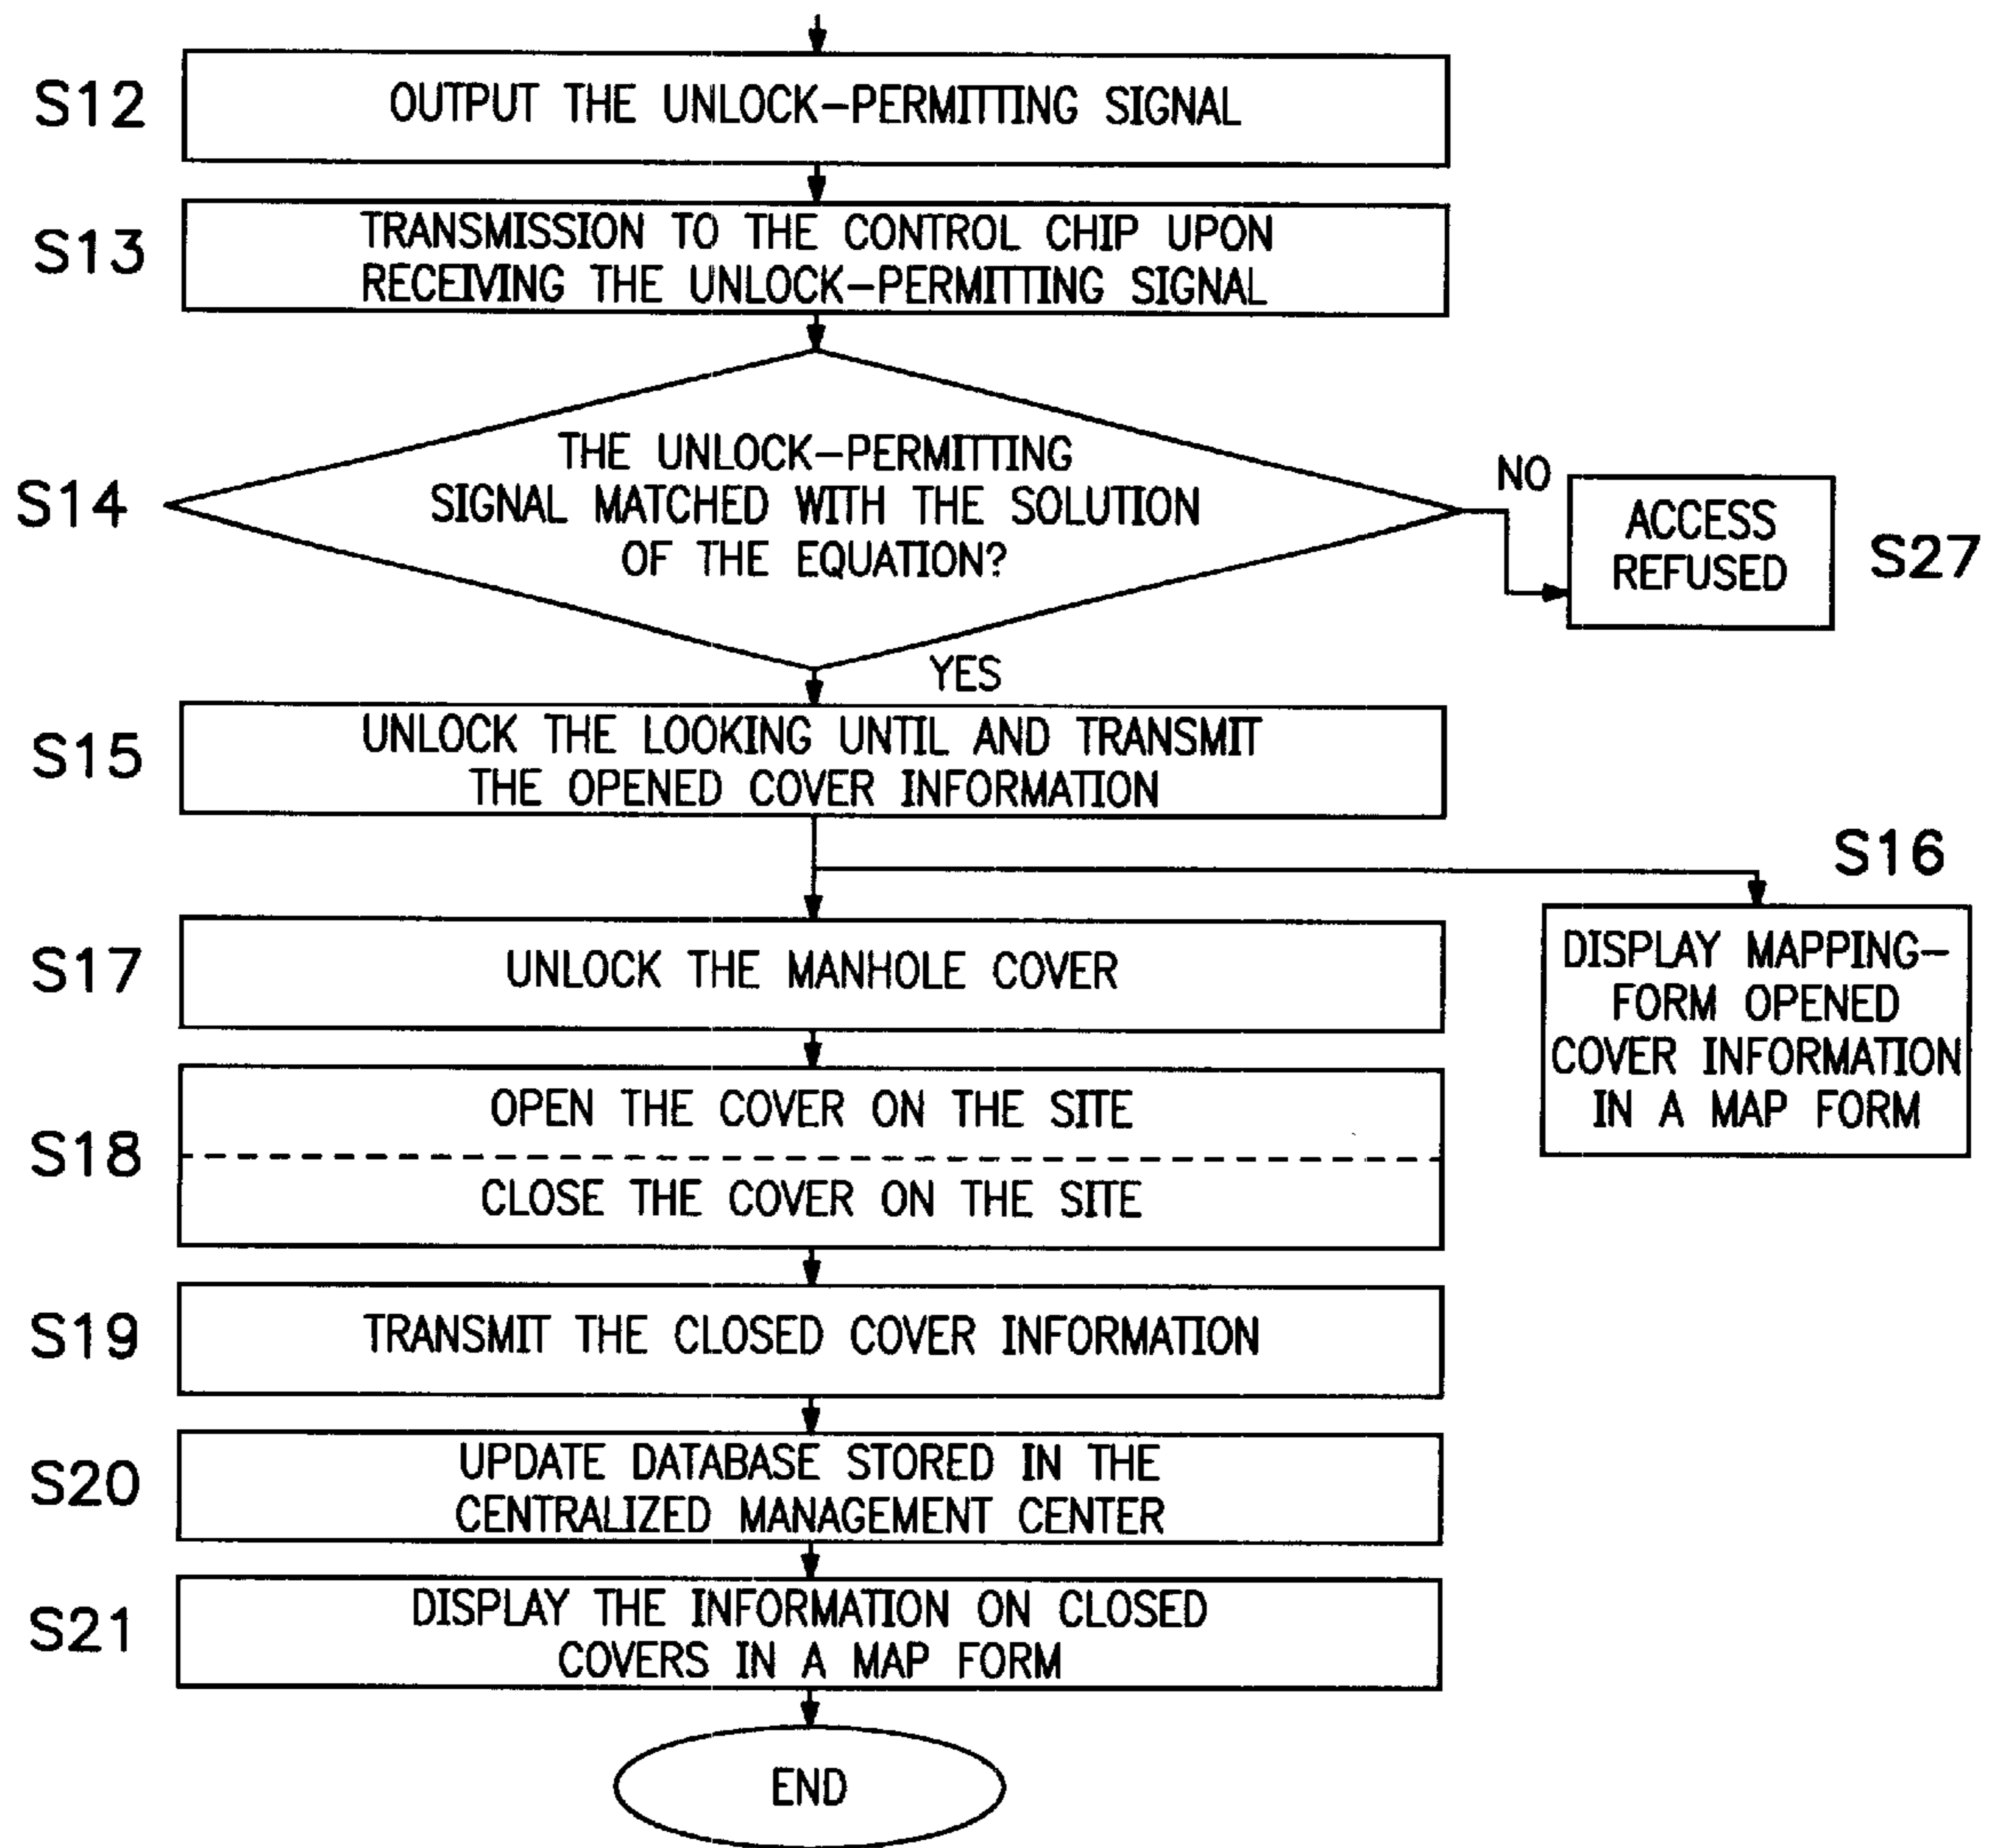 S12
OUTPUT THE UNLOCK-PERMITTING SIGNAL
S13
TRANSMISSION TO THE CONTROL CHIP UPON
RECEIVING THE UNLOCK-PERMITTING SIGNAL
S14
THE UNLOCK-PERMITTING
SIGNAL MATCHED WITH THE SOLUTION
OF THE EQUATION?
NO
ACCESS
REFUSED
S27
YES
S15
UNLOCK THE LOOKING UNTIL AND TRANSMIT
THE OPENED COVER INFORMATION
S16
DISPLAY MAPPING-
FORM OPENED
COVER INFORMATION
IN A MAP FORM
S17
UNLOCK THE MANHOLE COVER
S18
OPEN THE COVER ON THE SITE
CLOSE THE COVER ON THE SITE
S19
TRANSMIT THE CLOSED COVER INFORMATION
S20
UPDATE DATABASE STORED IN THE
CENTRALIZED MANAGEMENT CENTER
S21
DISPLAY THE INFORMATION ON CLOSED
COVERS IN A MAP FORM
END